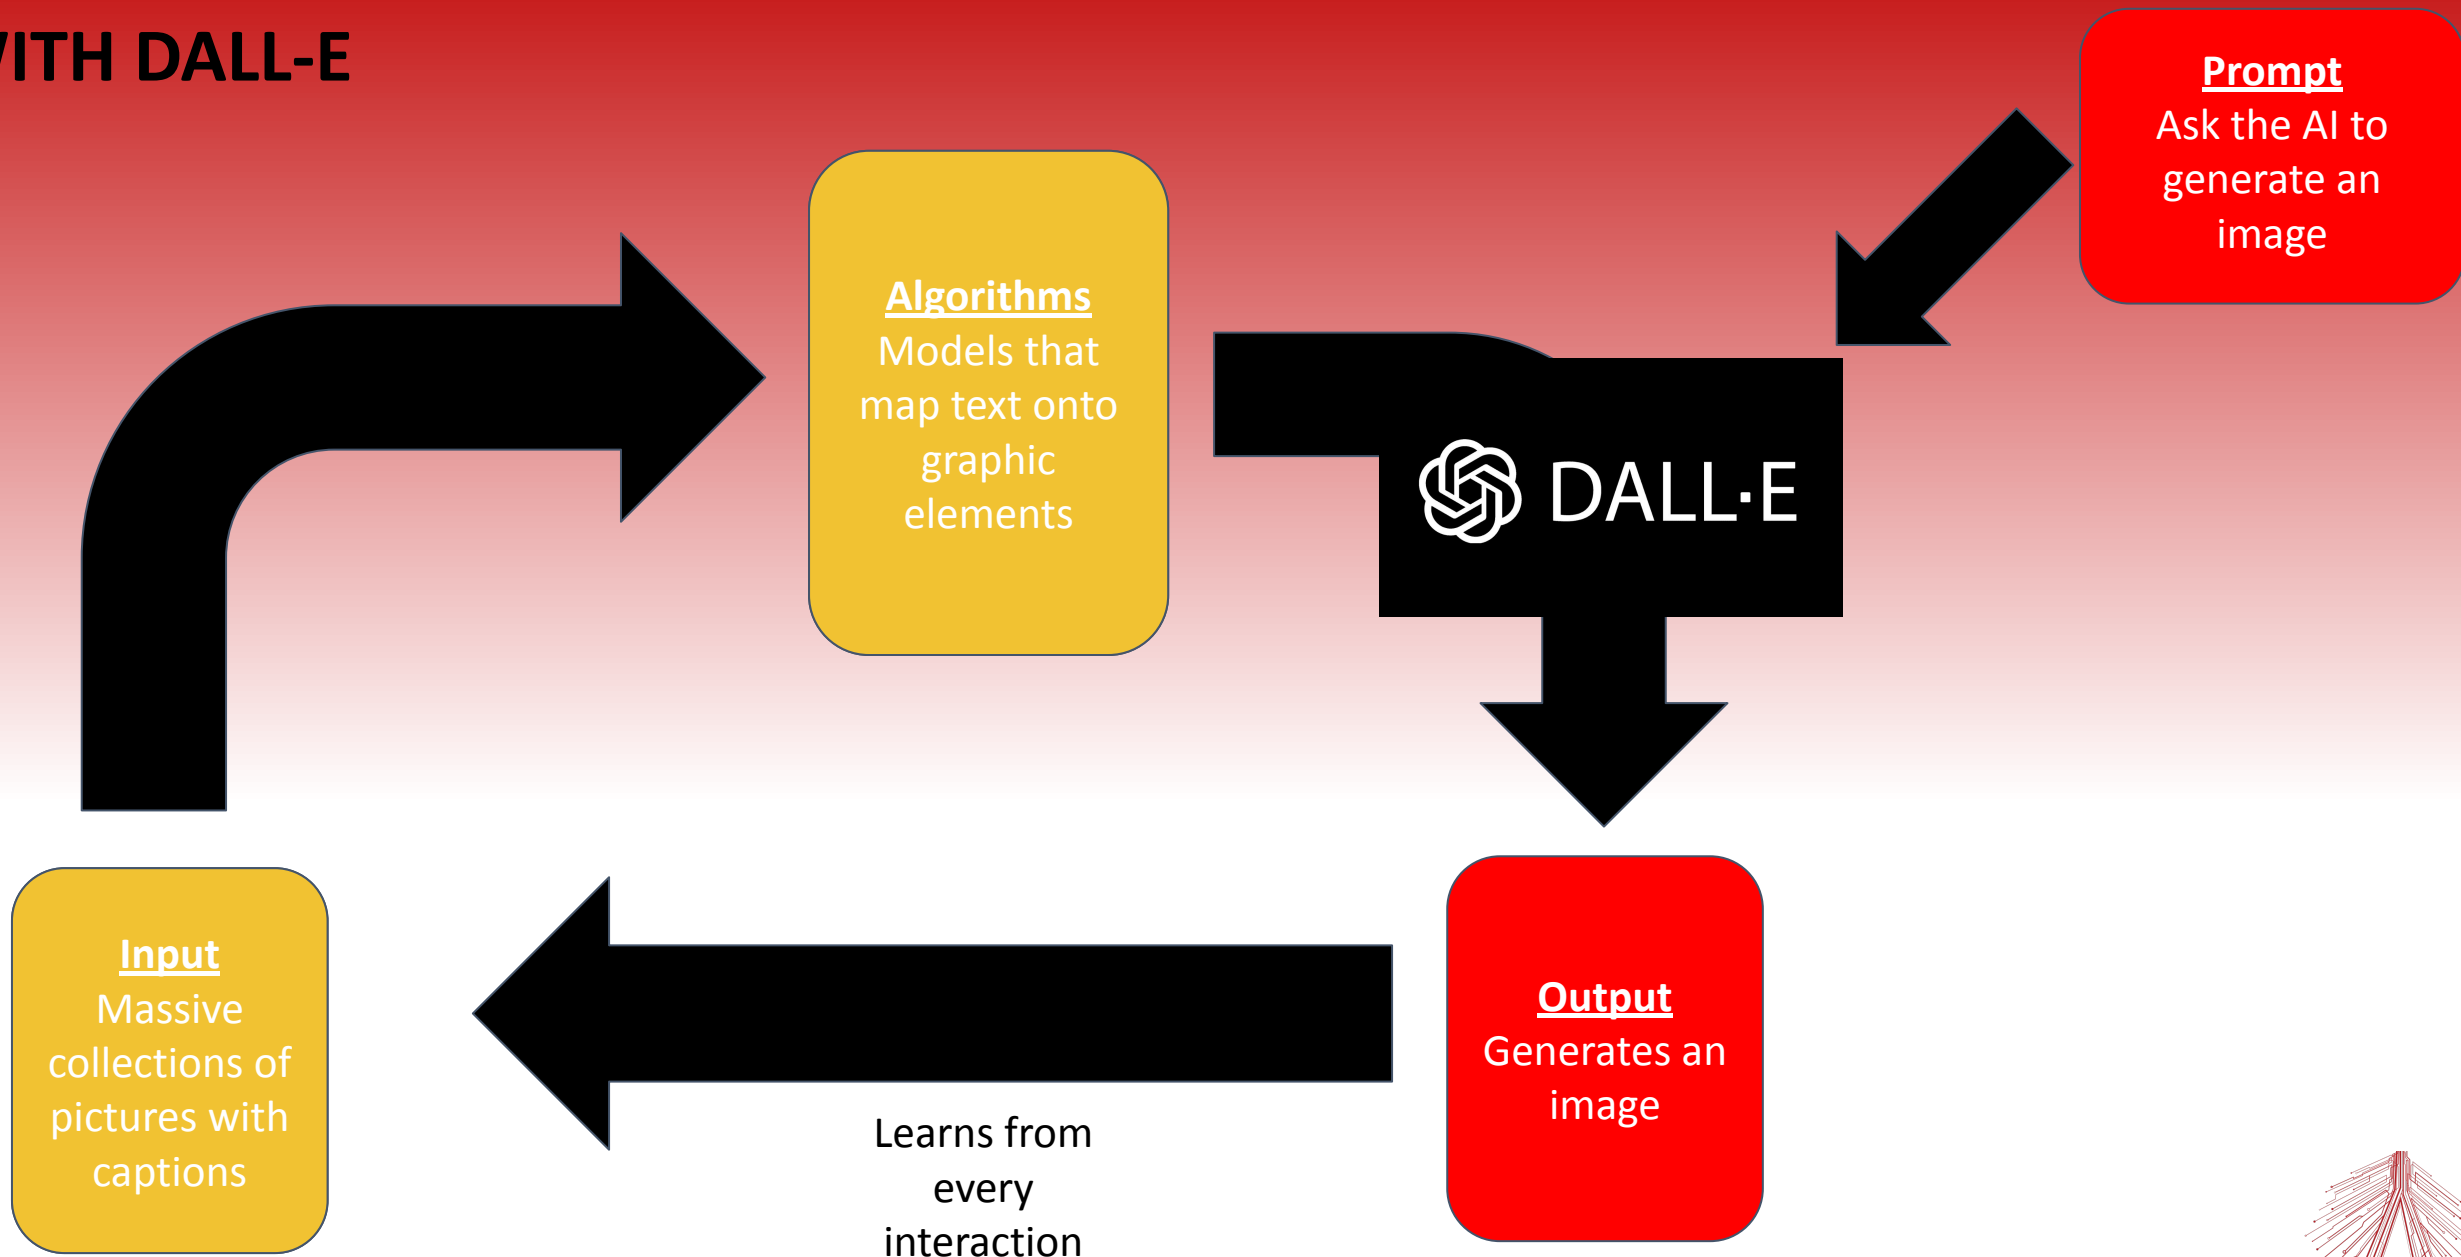 WITH DALL-E
Prompt
Ask the AI to
generate an
image
Algorithms
Models that
map text onto
graphic
elements
DALL·E
Input
Massive
collections of
pictures with
captions
Output
Generates an
image
Learns from
every
interaction